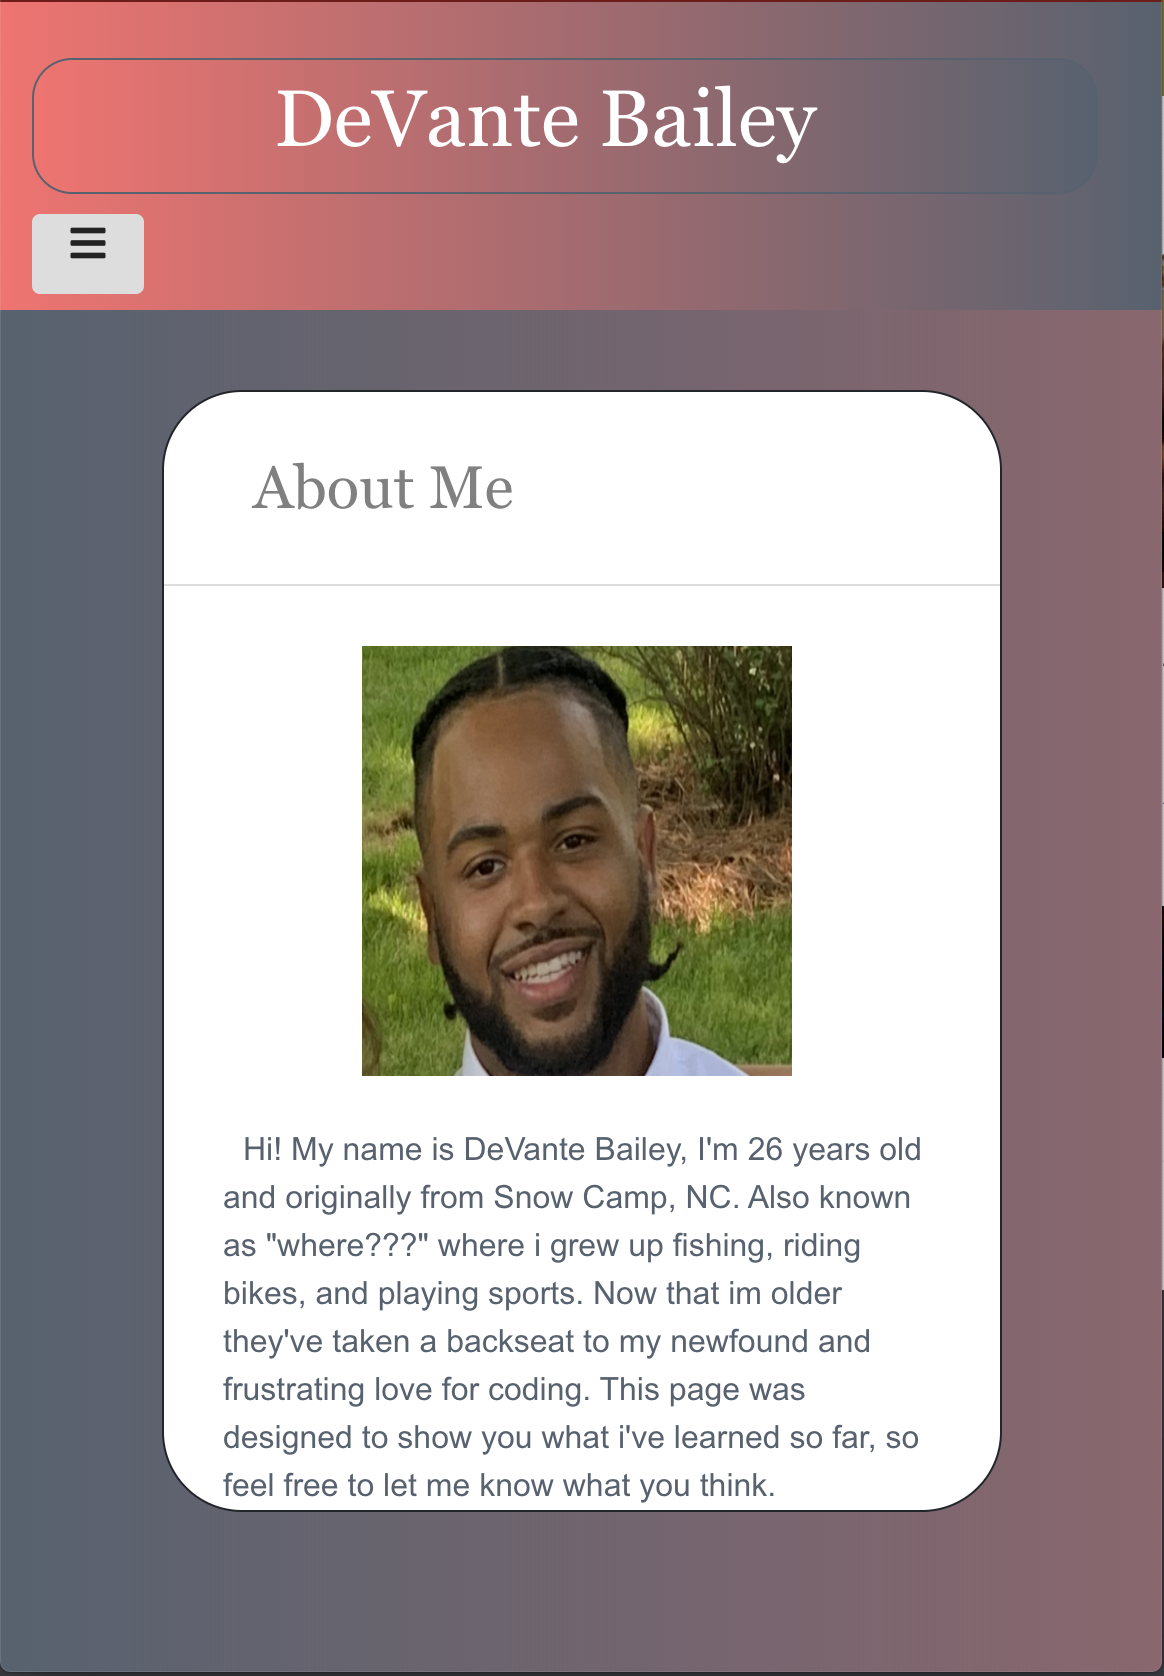 DeVante Bailey
About Me
Hi! My name is DeVante Bailey, I'm 26 years old
and originally from Snow Camp, NC. Also known
as "where???" where i grew up fishing, riding
bikes, and playing sports. Now that im older
they've taken a backseat to my newfound and
frustrating love for coding. This page was
designed to show you what i've learned so far, so
feel free to let me know what you think.